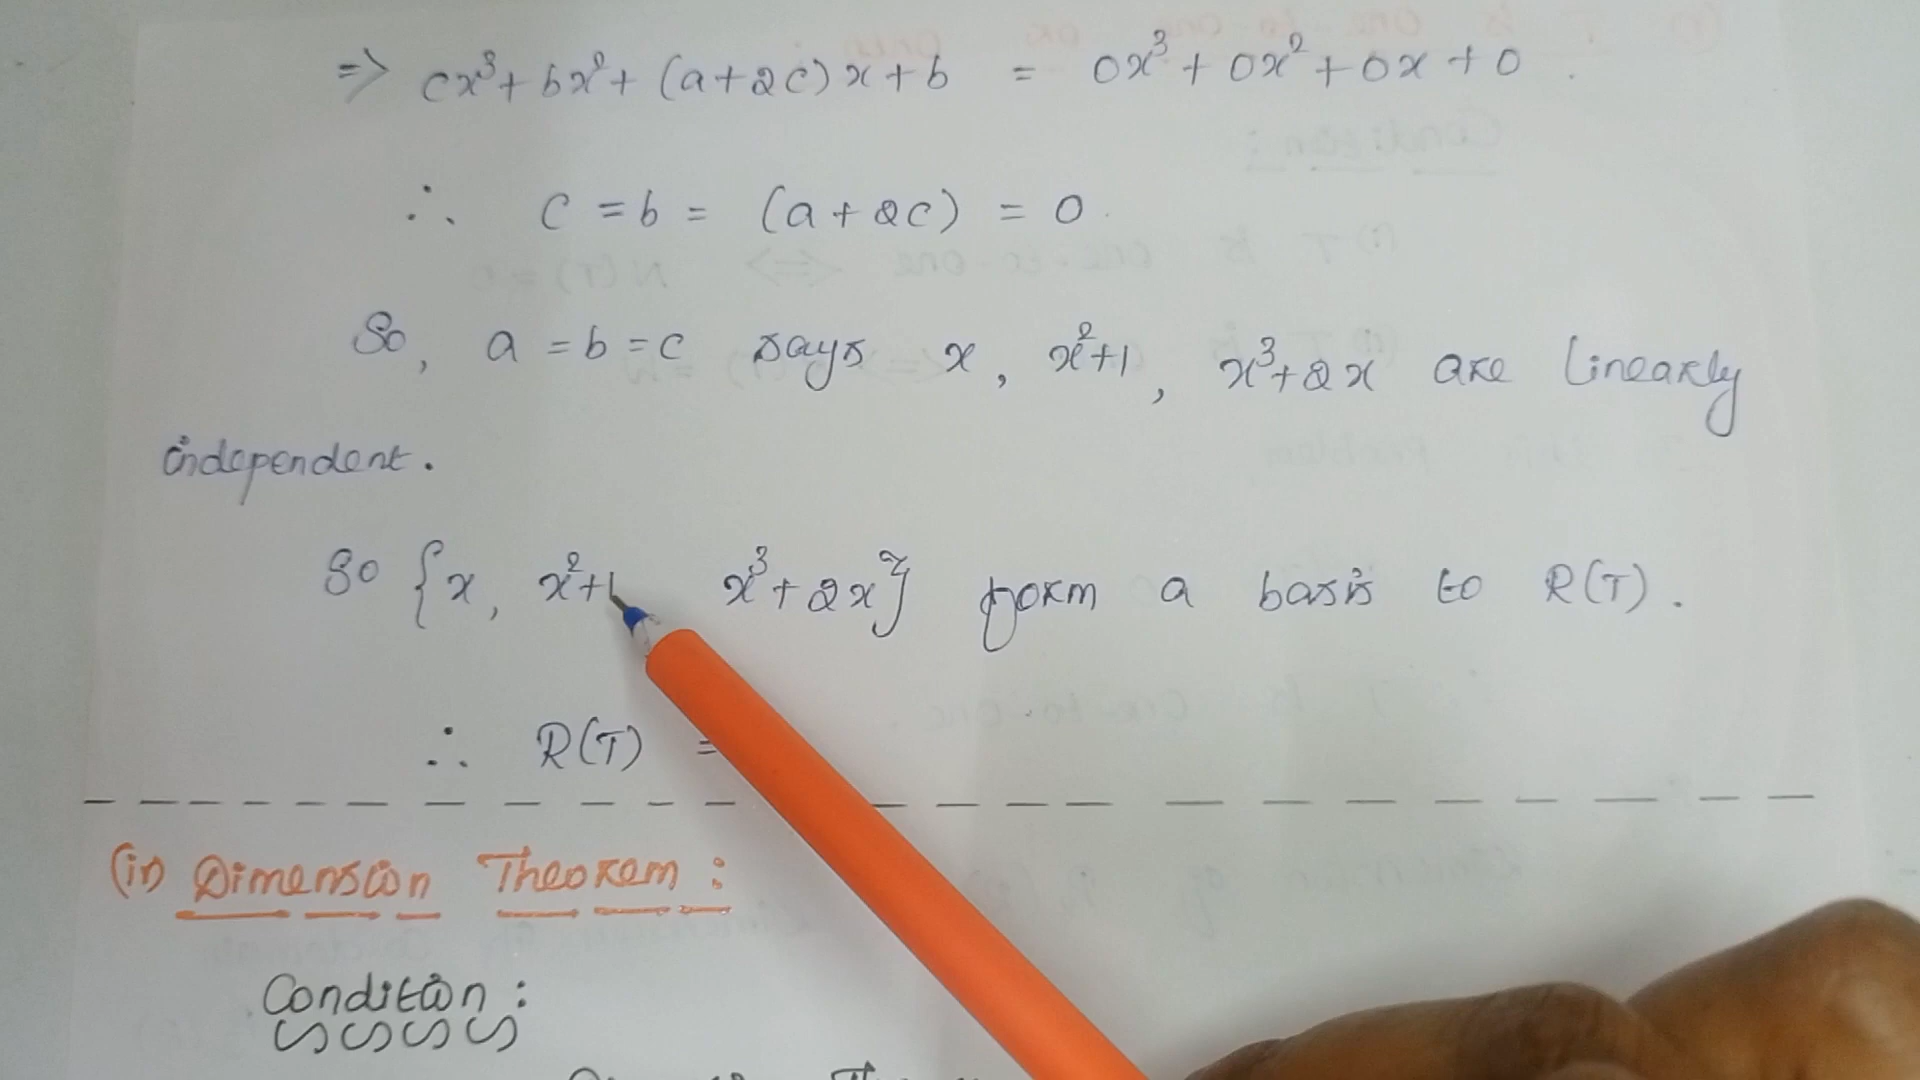 => cx³ + bx² + (a+2c)x + b = 0x³ + 0x² + 0x + 0.
∴ c = b = (a+2c) = 0.
So, a = b = c says x, x²+1, x³+2x are linearly
independent.
So {x, x²+1 x³+2x} form a basis to R(T).
∴ R(T) =
(iv) Dimension Theorem :
Condition :